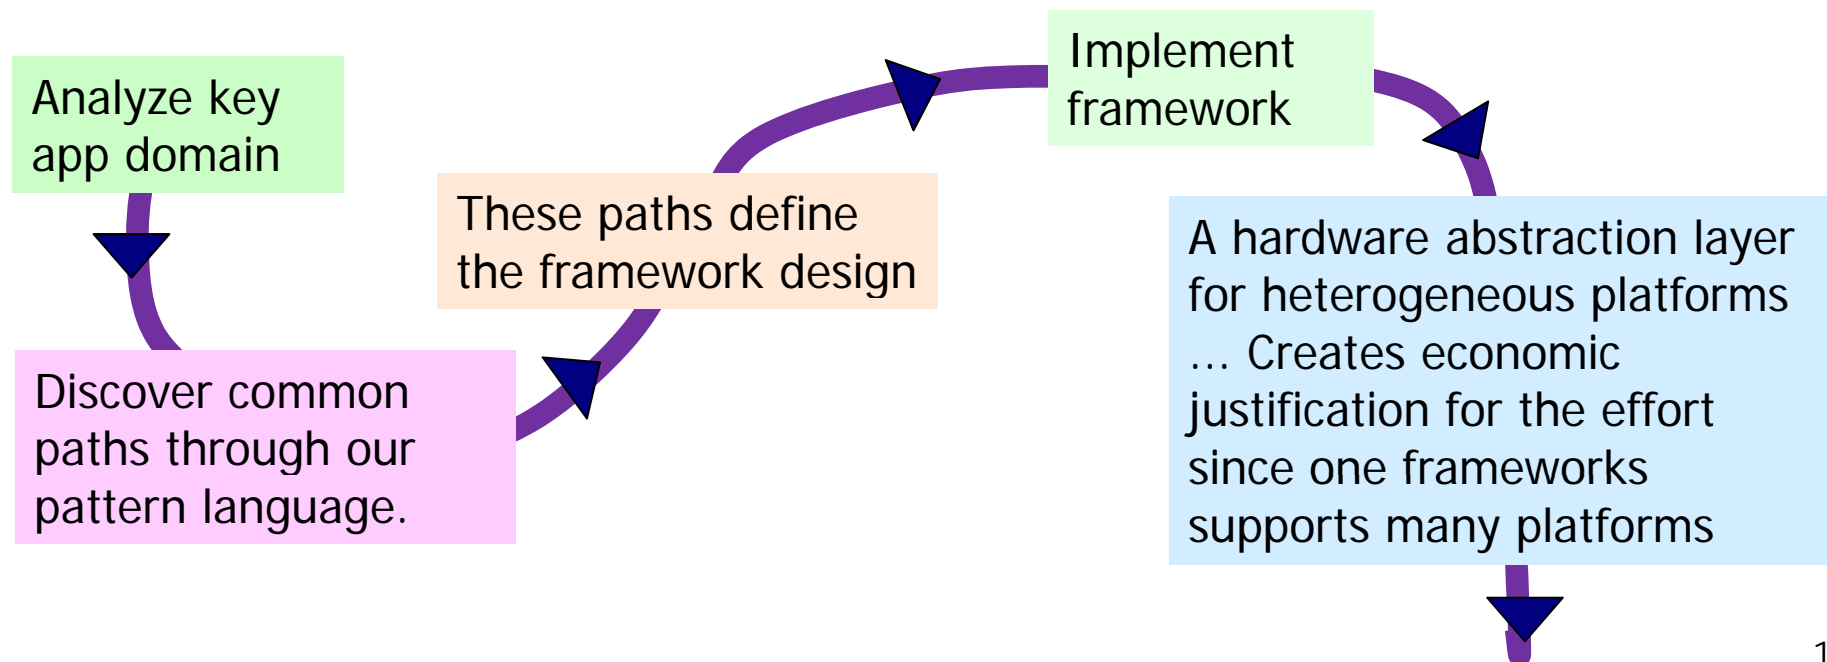 Analyze key
app domain
Discover common
paths through our
pattern language.
These paths define
the framework design
Implement
framework
A hardware abstraction layer
for heterogeneous platforms
... Creates economic
justification for the effort
since one frameworks
supports many platforms
1